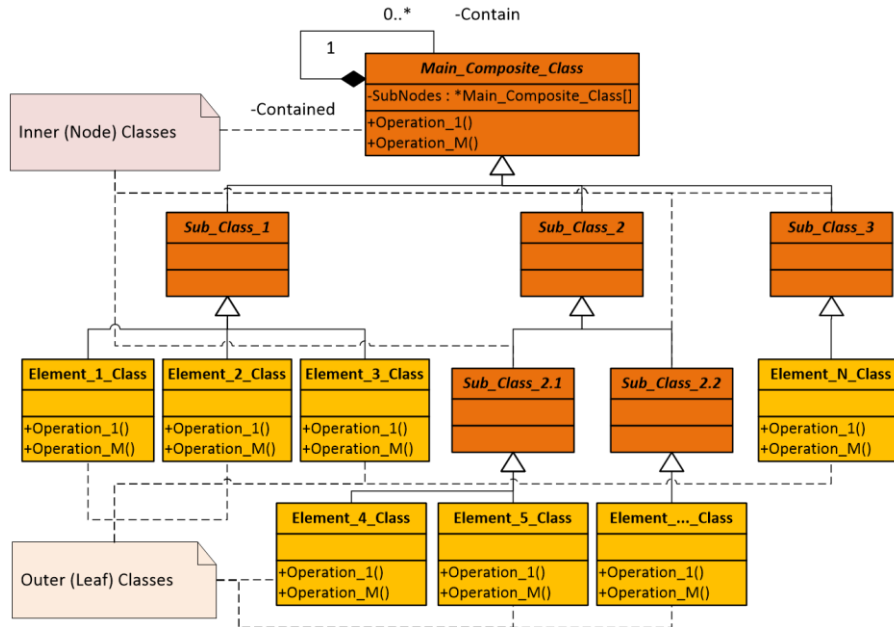 0..* -Contain
1
Main_Composite_Class
-SubNodes : *Main_Composite_Class[]
+Operation_1()
+Operation_M()
-Contained
Inner (Node) Classes
Sub_Class_1
Sub_Class_2
Sub_Class_3
Element_1_Class
+Operation_1()
+Operation_M()
Element_2_Class
+Operation_1()
+Operation_M()
Element_3_Class
+Operation_1()
+Operation_M()
Sub_Class_2.1
Sub_Class_2.2
Element_N_Class
+Operation_1()
+Operation_M()
Element_4_Class
+Operation_1()
+Operation_M()
Element_5_Class
+Operation_1()
+Operation_M()
Element_..._Class
+Operation_1()
+Operation_M()
Outer (Leaf) Classes